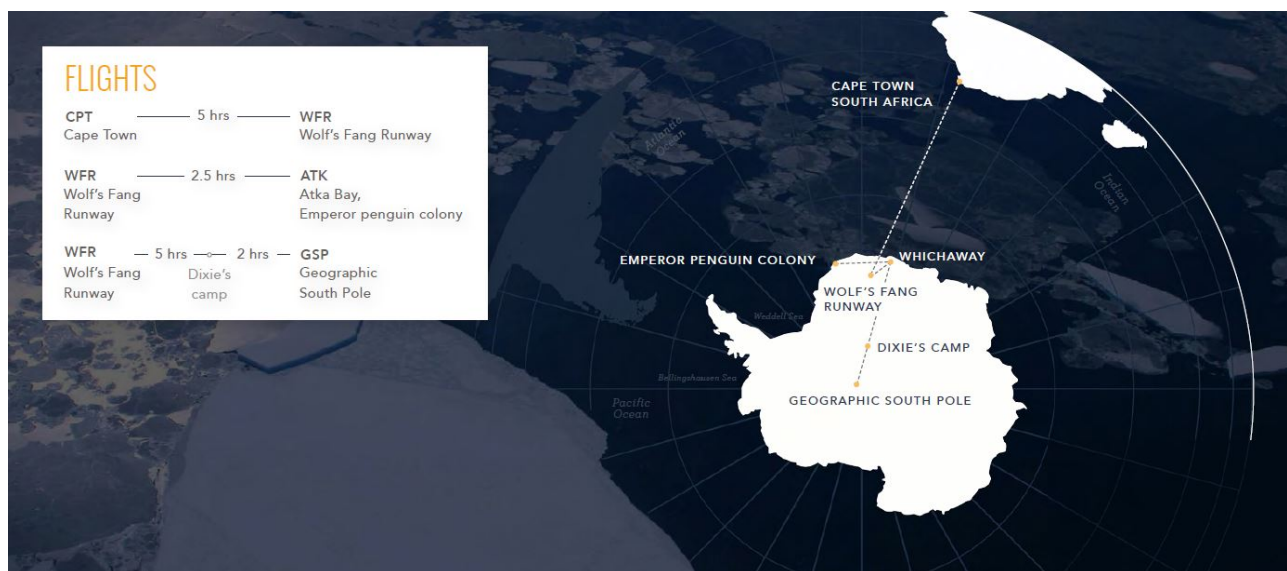 FLIGHTS
CPT 5 hrs WFR
Cape Town Wolf's Fang Runway
WFR 2.5 hrs ATK
Wolf's Fang Atka Bay,
Runway Emperor penguin colony
WFR 5 hrs 2 hrs GSP
Wolf's Fang Dixie's Geographic
Runway camp South Pole
CAPE TOWN
SOUTH AFRICA
Atlantic
Ocean
Indian
Ocean
EMPEROR PENGUIN COLONY
WHICHAWAY
WOLF'S FANG
RUNWAY
Weddell Sea
DIXIE'S CAMP
Bellingshausen Sea
Pacific
Ocean
GEOGRAPHIC SOUTH POLE